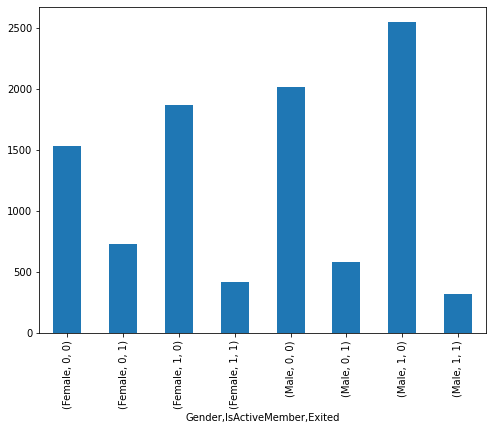 2500
2000
1500
1000
500
0
(Female, 0, 0)
(Female, 0, 1)
(Female, 1, 0)
(Female, 1, 1)
(Male, 0, 0)
(Male, 0, 1)
(Male, 1, 0)
(Male, 1, 1)
Gender,IsActiveMember,Exited